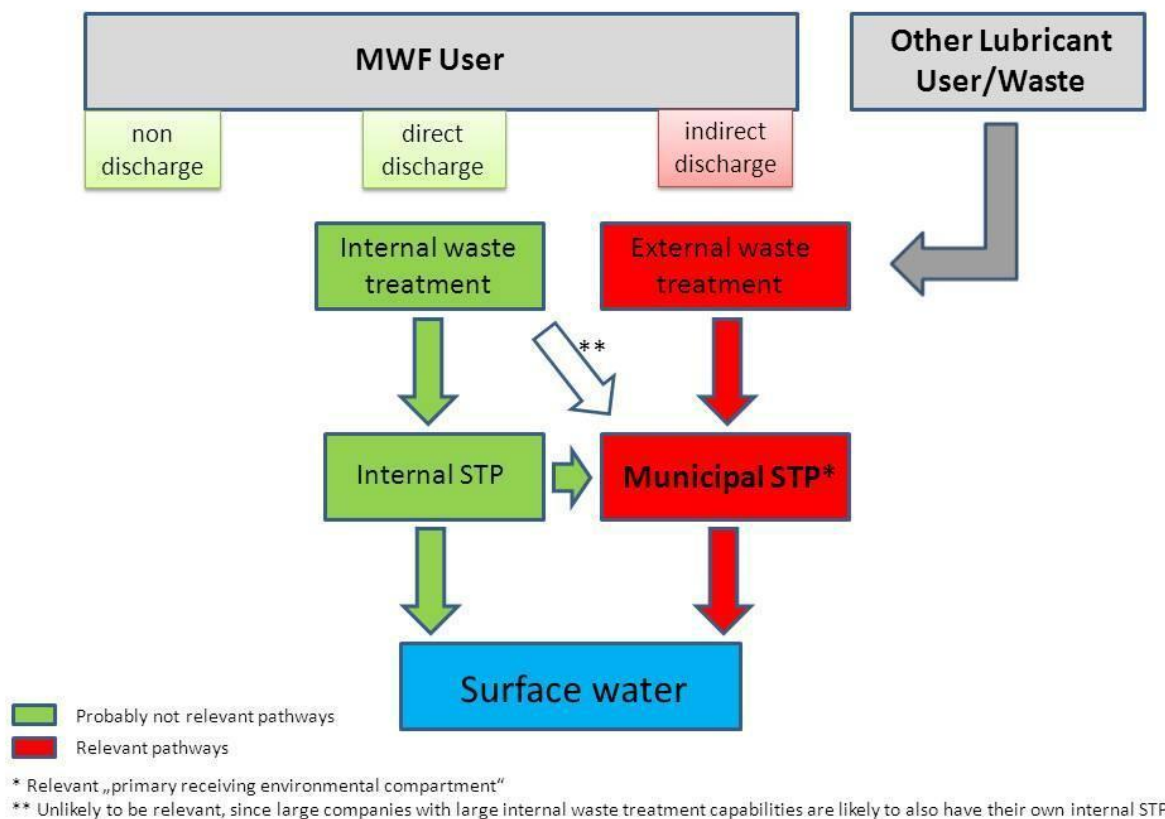 MWF User
Other Lubricant
User/Waste
non
discharge
direct
discharge
indirect
discharge
Internal waste
treatment
External waste
treatment
**
Internal STP
Municipal STP*
Surface water
Probably not relevant pathways
Relevant pathways
* Relevant „primary receiving environmental compartment“
** Unlikely to be relevant, since large companies with large internal waste treatment capabilities are likely to also have their own internal STP